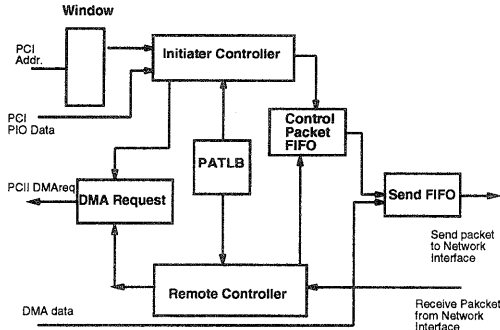 Window
PCI
Addr.
Initiater Controller
PCI
PIO Data
Control
Packet
FIFO
PATLB
PCII DMAreq
DMA Request
Send FIFO
Send packet
to Network
Interface
Remote Controller
DMA data
Receive Pakcket
from Network
Interface